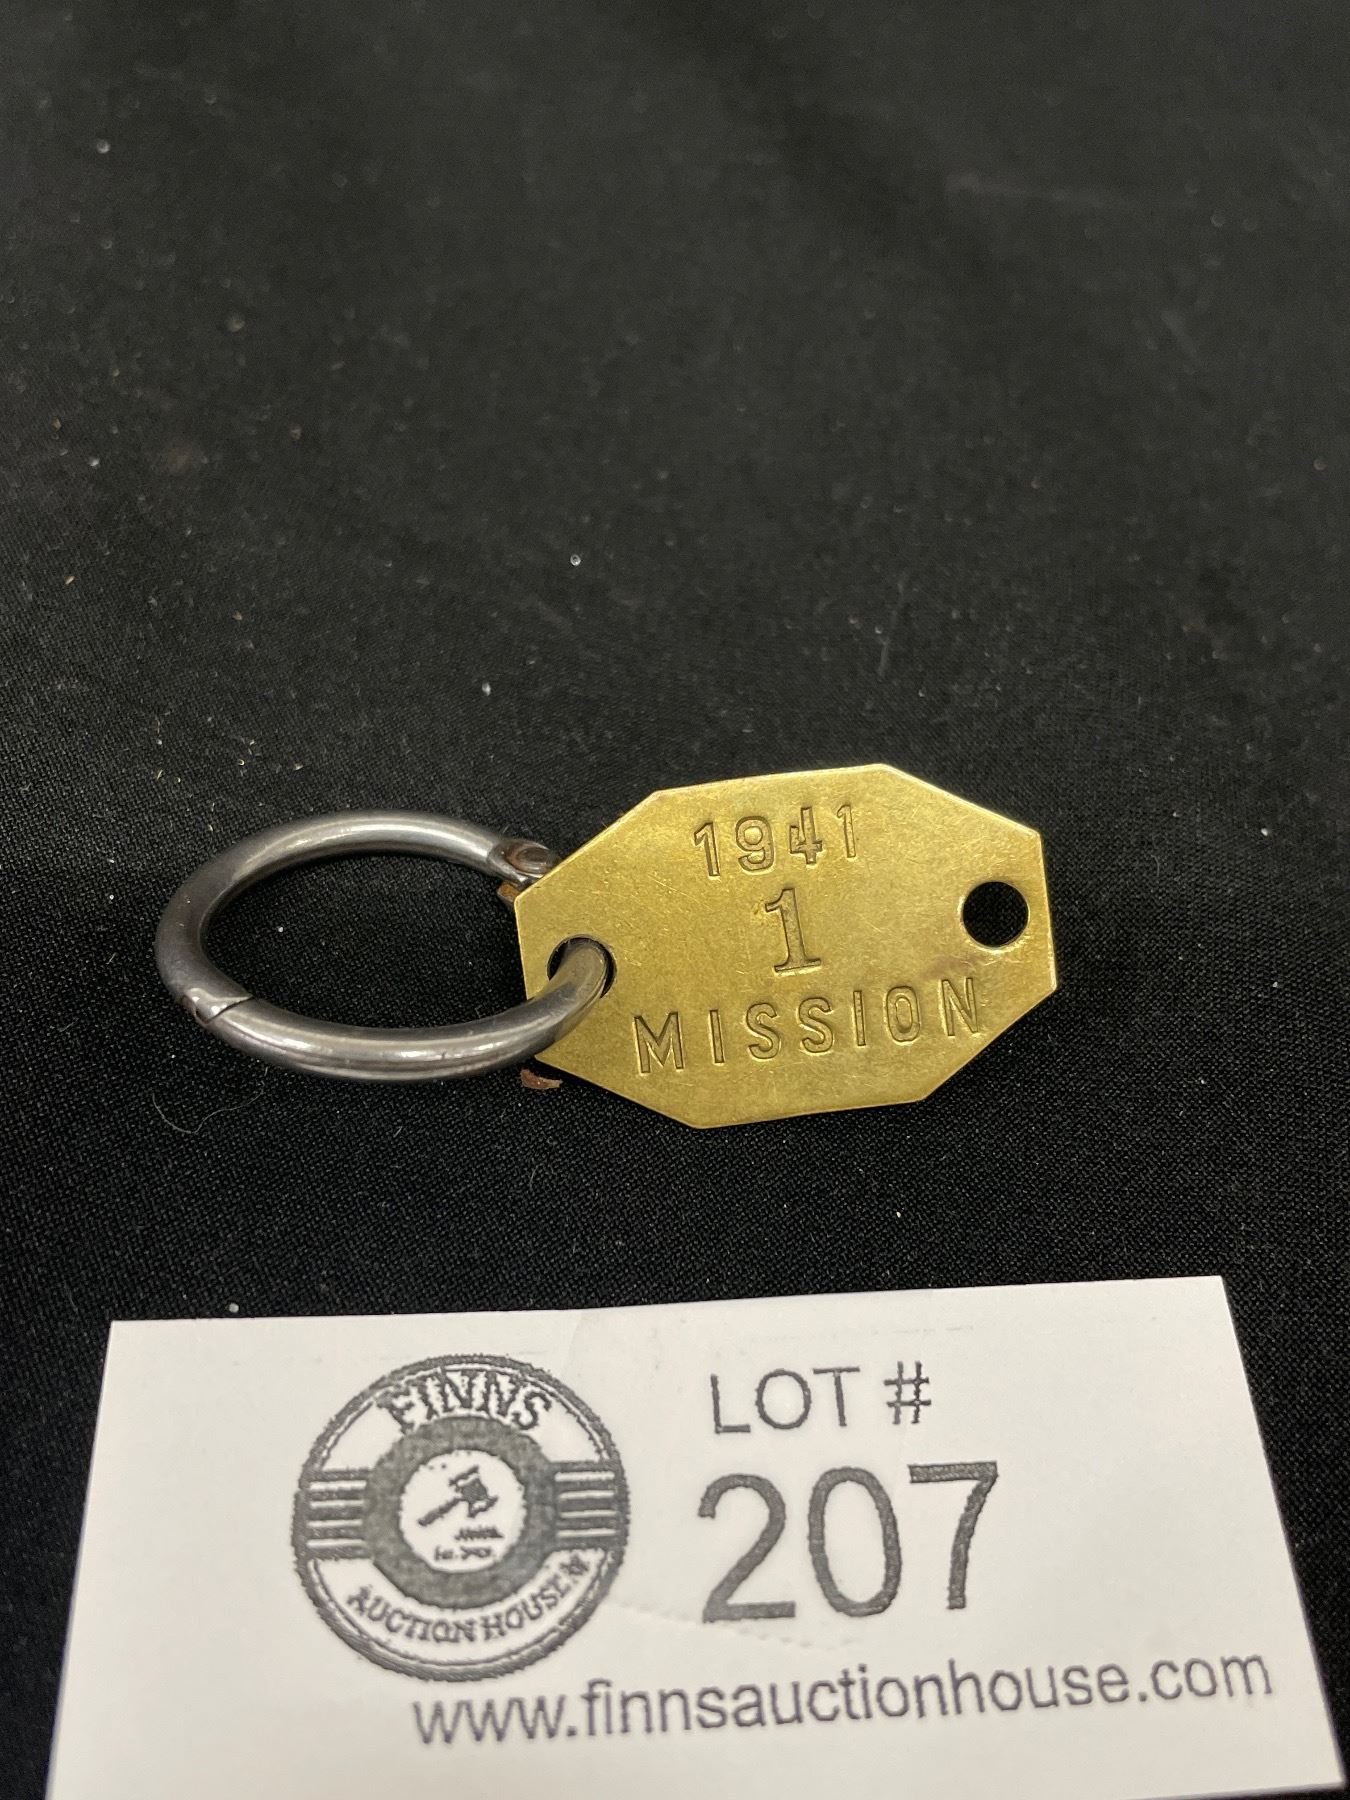 1941
1
MISSION
FINNS
AUCTION HOUSE
LOT #
207
www.finnsauctionhouse.com